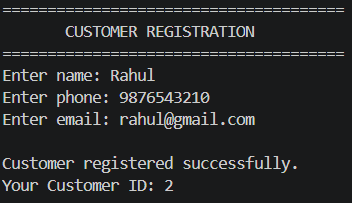 ======================================
CUSTOMER REGISTRATION
======================================
Enter name: Rahul
Enter phone: 9876543210
Enter email: rahul@gmail.com
Customer registered successfully.
Your Customer ID: 2